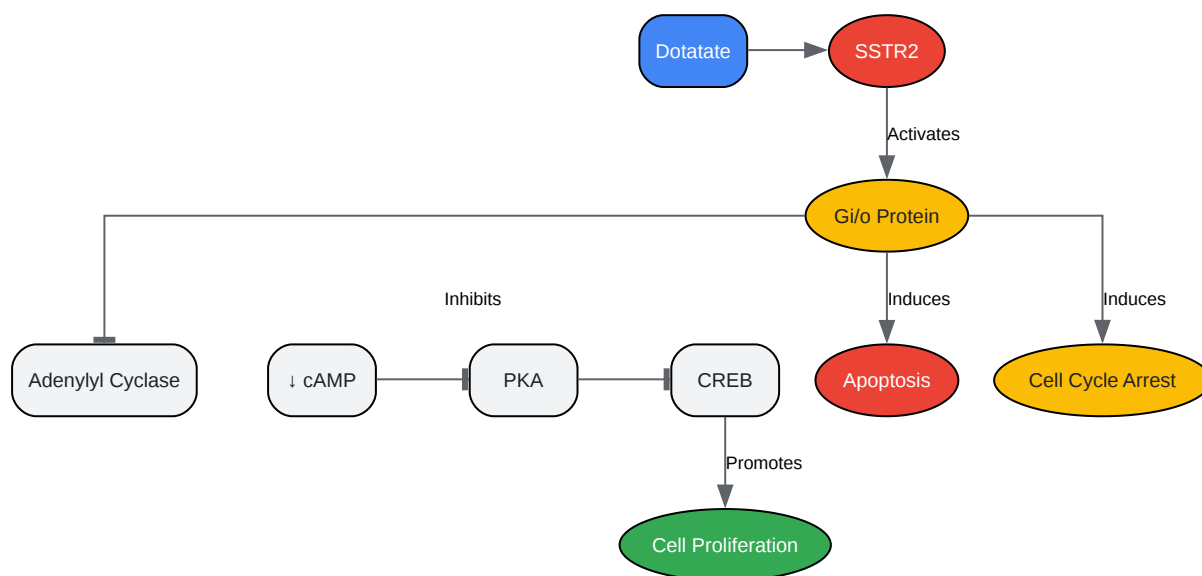 Dotatate
SSTR2
Activates
Gi/o Protein
Inhibits
Induces
Induces
Adenylyl Cyclase
↓ cAMP
PKA
CREB
Apoptosis
Cell Cycle Arrest
Promotes
Cell Proliferation